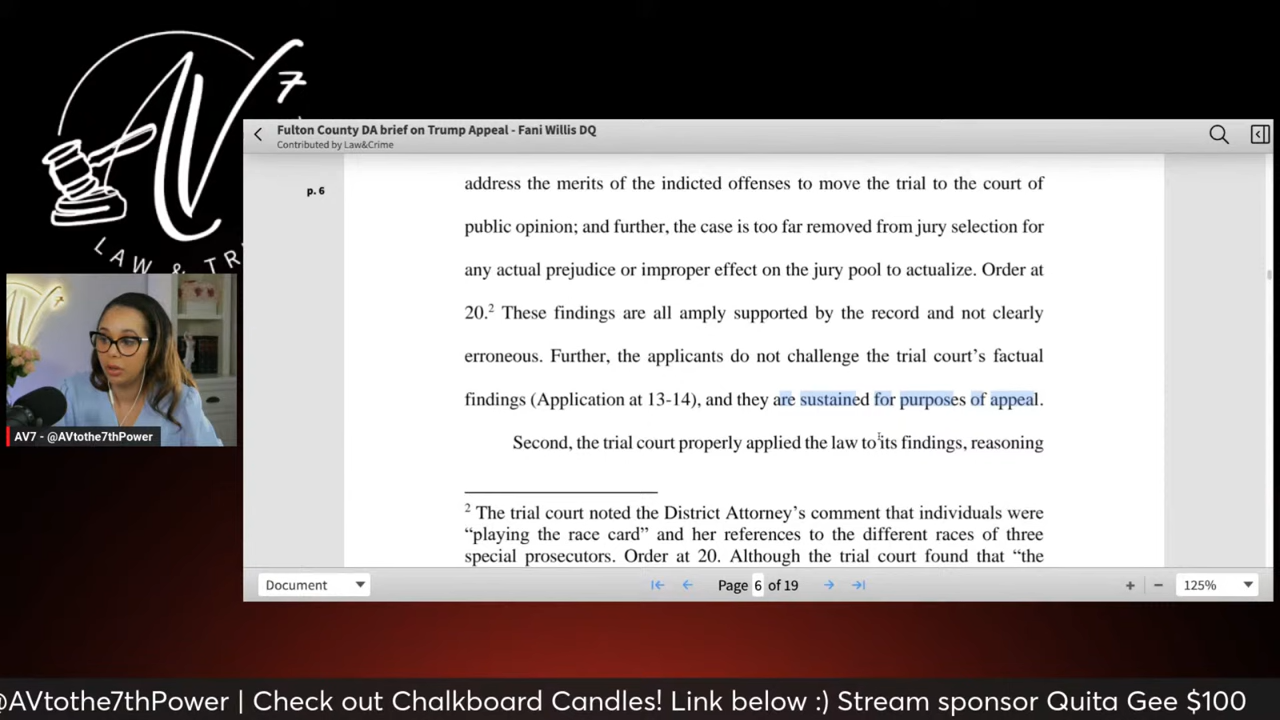 AV7
LAW & TR
Fulton County DA brief on Trump Appeal - Fani Willis DQ
Contributed by Law&Crime
p. 6
address the merits of the indicted offenses to move the trial to the court of
public opinion; and further, the case is too far removed from jury selection for
any actual prejudice or improper effect on the jury pool to actualize. Order at
20.² These findings are all amply supported by the record and not clearly
erroneous. Further, the applicants do not challenge the trial court’s factual
findings (Application at 13-14), and they are sustained for purposes of appeal.
Second, the trial court properly applied the law to its findings, reasoning
² The trial court noted the District Attorney’s comment that individuals were
“playing the race card” and her references to the different races of three
special prosecutors. Order at 20. Although the trial court found that “the
AV7 - @AVtothe7thPower
Document
Page 6 of 19
125%
@AVtothe7thPower | Check out Chalkboard Candles! Link below :) Stream sponsor Quita Gee $100